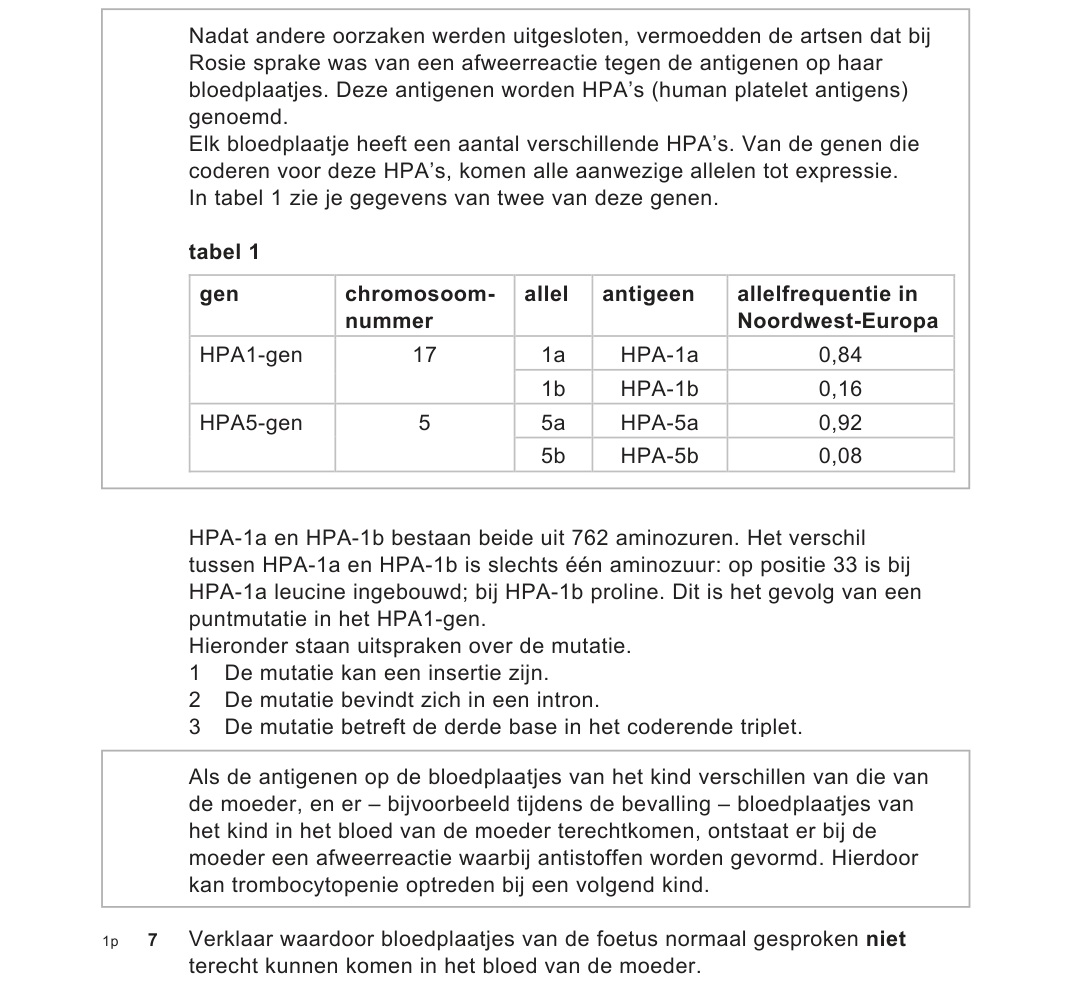 Nadat andere oorzaken werden uitgesloten, vermoedden de artsen dat bij
Rosie sprake was van een afweerreactie tegen de antigenen op haar
bloedplaatjes. Deze antigenen worden HPA's (human platelet antigens)
genoemd.
Elk bloedplaatje heeft een aantal verschillende HPA's. Van de genen die
coderen voor deze HPA's, komen alle aanwezige allelen tot expressie.
In tabel 1 zie je gegevens van twee van deze genen.
tabel 1
gen chromosoom- allel antigeen allelfrequentie in
nummer Noordwest-Europa
HPA1-gen 17 1a HPA-1a 0,84
1b HPA-1b 0,16
HPA5-gen 5 5a HPA-5a 0,92
5b HPA-5b 0,08
HPA-1a en HPA-1b bestaan beide uit 762 aminozuren. Het verschil
tussen HPA-1a en HPA-1b is slechts één aminozuur: op positie 33 is bij
HPA-1a leucine ingebouwd; bij HPA-1b proline. Dit is het gevolg van een
puntmutatie in het HPA1-gen.
Hieronder staan uitspraken over de mutatie.
1 De mutatie kan een insertie zijn.
2 De mutatie bevindt zich in een intron.
3 De mutatie betreft de derde base in het coderende triplet.
Als de antigenen op de bloedplaatjes van het kind verschillen van die van
de moeder, en er – bijvoorbeeld tijdens de bevalling – bloedplaatjes van
het kind in het bloed van de moeder terechtkomen, ontstaat er bij de
moeder een afweerreactie waarbij antistoffen worden gevormd. Hierdoor
kan trombocytopenie optreden bij een volgend kind.
1p 7 Verklaar waardoor bloedplaatjes van de foetus normaal gesproken niet
terecht kunnen komen in het bloed van de moeder.